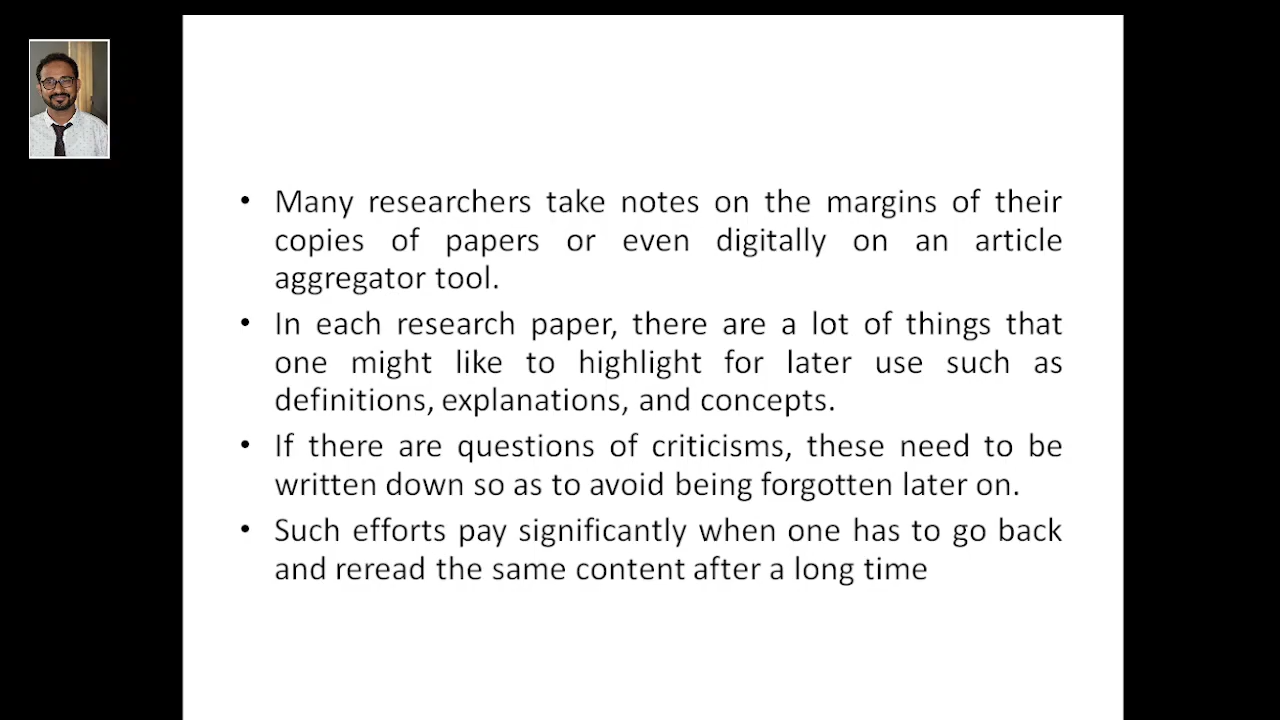 • Many researchers take notes on the margins of their
copies of papers or even digitally on an article
aggregator tool.
• In each research paper, there are a lot of things that
one might like to highlight for later use such as
definitions, explanations, and concepts.
• If there are questions of criticisms, these need to be
written down so as to avoid being forgotten later on.
• Such efforts pay significantly when one has to go back
and reread the same content after a long time